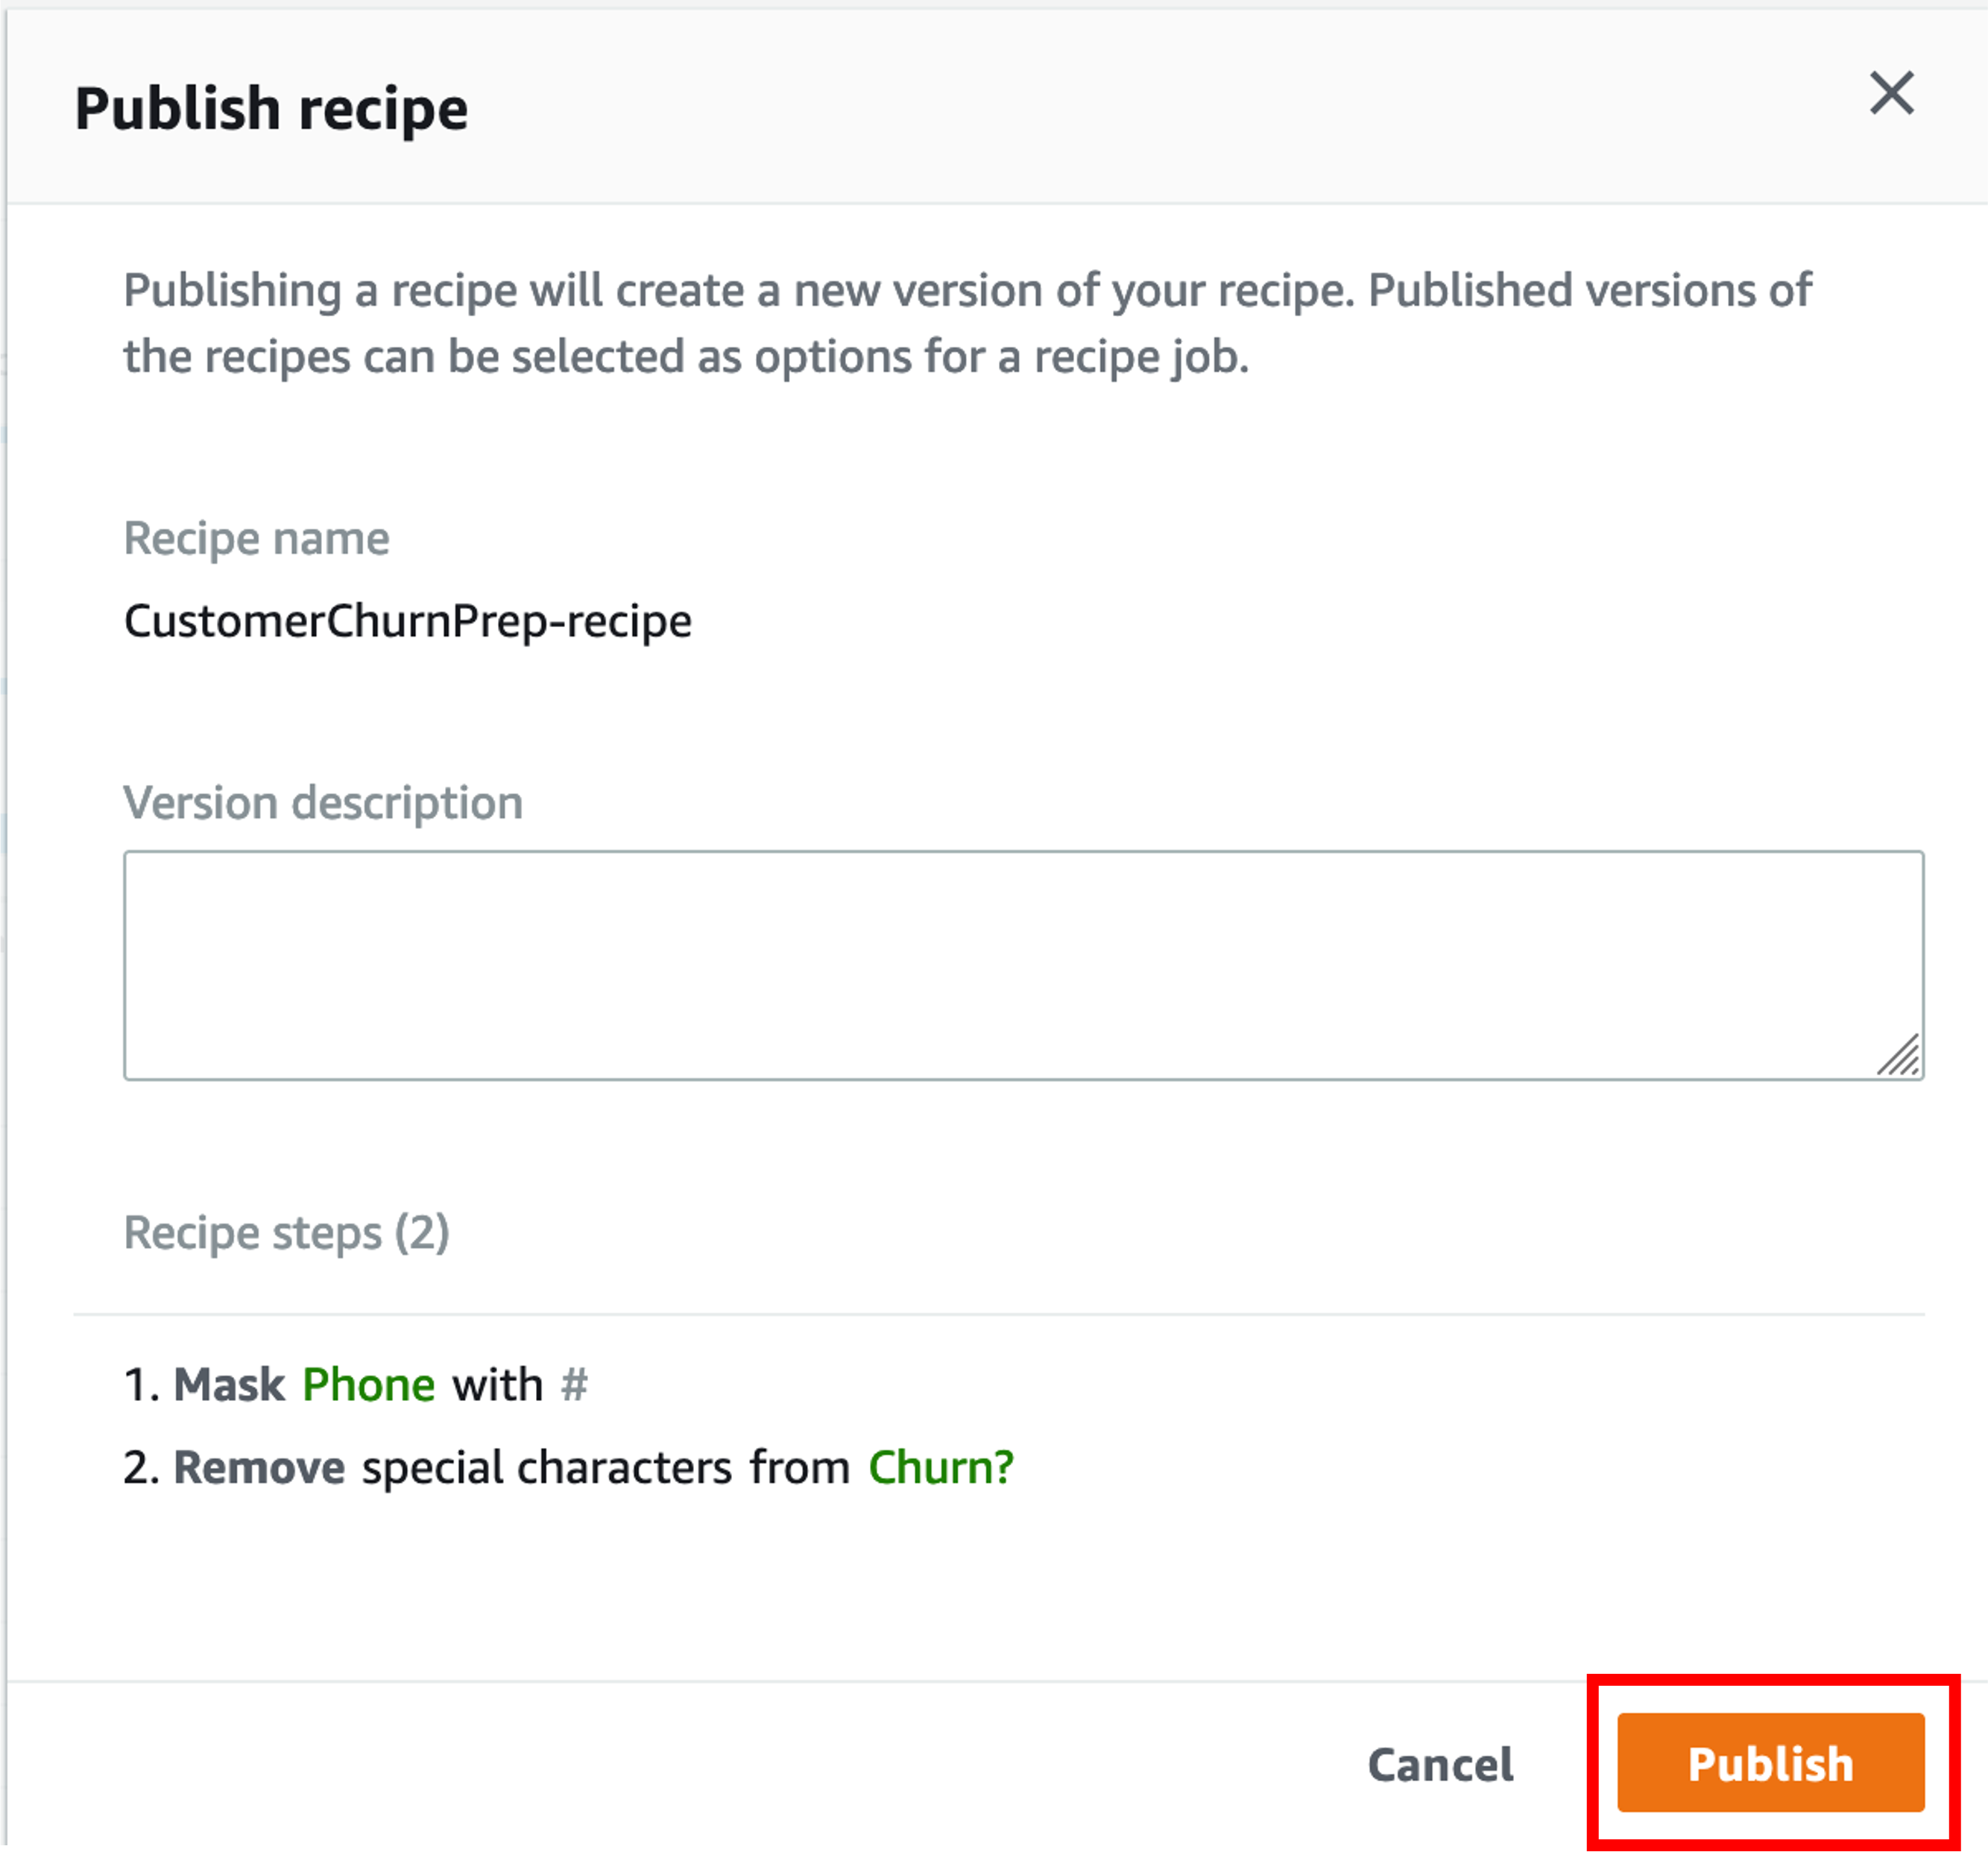 Publish recipe
Publishing a recipe will create a new version of your recipe. Published versions of
the recipes can be selected as options for a recipe job.
Recipe name
CustomerChurnPrep-recipe
Version description
Recipe steps (2)
1. Mask Phone with #
2. Remove special characters from Churn?
Cancel
Publish